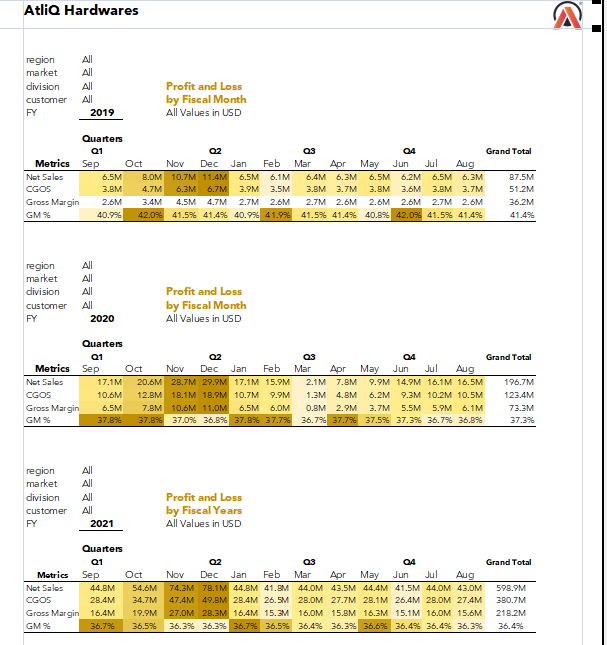 AtliQ Hardwares
region All
market All
division All Profit and Loss
customer All by Fiscal Month
FY 2019 All Values in USD
Quarters
Q1 Q2 Q3 Q4 Grand Total
Metrics Sep Oct Nov Dec Jan Feb Mar Apr May Jun Jul Aug
Net Sales 6.5M 8.0M 10.7M 11.4M 6.5M 6.1M 6.4M 6.3M 6.5M 6.2M 6.5M 6.3M 87.5M
CGOS 3.8M 4.7M 6.3M 6.7M 3.9M 3.5M 3.8M 3.7M 3.8M 3.6M 3.8M 3.7M 51.2M
Gross Margin 2.6M 3.4M 4.5M 4.7M 2.7M 2.6M 2.7M 2.6M 2.6M 2.6M 2.7M 2.6M 36.2M
GM % 40.9% 42.0% 41.5% 41.4% 40.9% 41.9% 41.5% 41.4% 40.8% 42.0% 41.5% 41.4% 41.4%
region All
market All
division All Profit and Loss
customer All by Fiscal Month
FY 2020 All Values in USD
Quarters
Q1 Q2 Q3 Q4 Grand Total
Metrics Sep Oct Nov Dec Jan Feb Mar Apr May Jun Jul Aug
Net Sales 17.1M 20.6M 28.7M 29.9M 17.1M 15.9M 2.1M 7.8M 9.9M 14.9M 16.1M 16.5M 196.7M
CGOS 10.6M 12.8M 18.1M 18.9M 10.7M 9.9M 1.3M 4.8M 6.2M 9.3M 10.2M 10.5M 123.4M
Gross Margin 6.5M 7.8M 10.6M 11.0M 6.5M 6.0M 0.8M 2.9M 3.7M 5.5M 5.9M 6.1M 73.3M
GM % 37.8% 37.8% 37.0% 36.8% 37.8% 37.7% 36.7% 37.7% 37.5% 37.3% 36.7% 36.8% 37.3%
region All
market All
division All Profit and Loss
customer All by Fiscal Years
FY 2021 All Values in USD
Quarters
Q1 Q2 Q3 Q4 Grand Total
Metrics Sep Oct Nov Dec Jan Feb Mar Apr May Jun Jul Aug
Net Sales 44.8M 54.6M 74.3M 78.1M 44.8M 41.8M 44.0M 43.5M 44.4M 41.5M 44.0M 43.0M 598.9M
CGOS 28.4M 34.7M 47.4M 49.8M 28.4M 26.5M 28.0M 27.7M 28.1M 26.4M 28.0M 27.4M 380.7M
Gross Margin 16.4M 19.9M 27.0M 28.3M 16.4M 15.3M 16.0M 15.8M 16.3M 15.1M 16.0M 15.6M 218.2M
GM % 36.7% 36.5% 36.3% 36.3% 36.7% 36.5% 36.4% 36.3% 36.6% 36.4% 36.4% 36.3% 36.4%